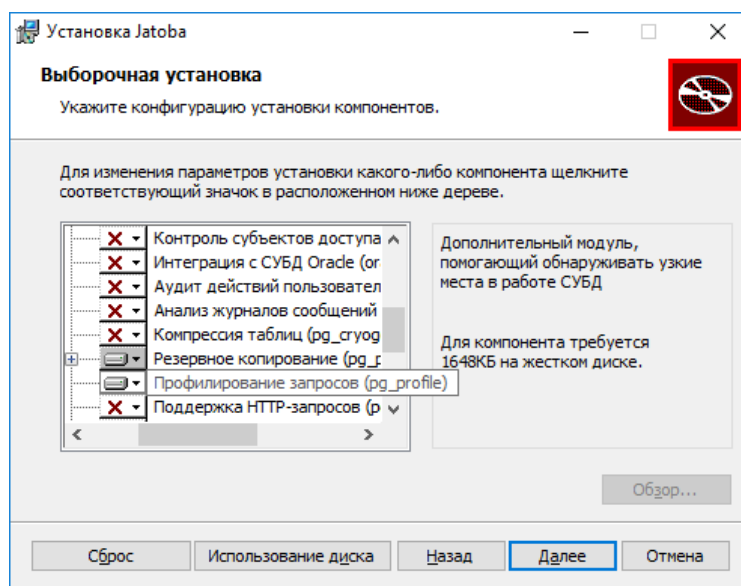 Установка Jatoba
Выборочная установка
Укажите конфигурацию установки компонентов.
Для изменения параметров установки какого-либо компонента щелкните
соответствующий значок в расположенном ниже дереве.
Контроль субъектов доступа
Интеграция с СУБД Oracle (or
Аудит действий пользовател
Анализ журналов сообщений
Компрессия таблиц (pg_cryog
Резервное копирование (pg_p
Профилирование запросов (pg_profile)
Поддержка HTTP-запросов (p
Дополнительный модуль,
помогающий обнаруживать узкие
места в работе СУБД
Для компонента требуется
1648КБ на жестком диске.
Обзор...
Сброс
Использование диска
Назад
Далее
Отмена